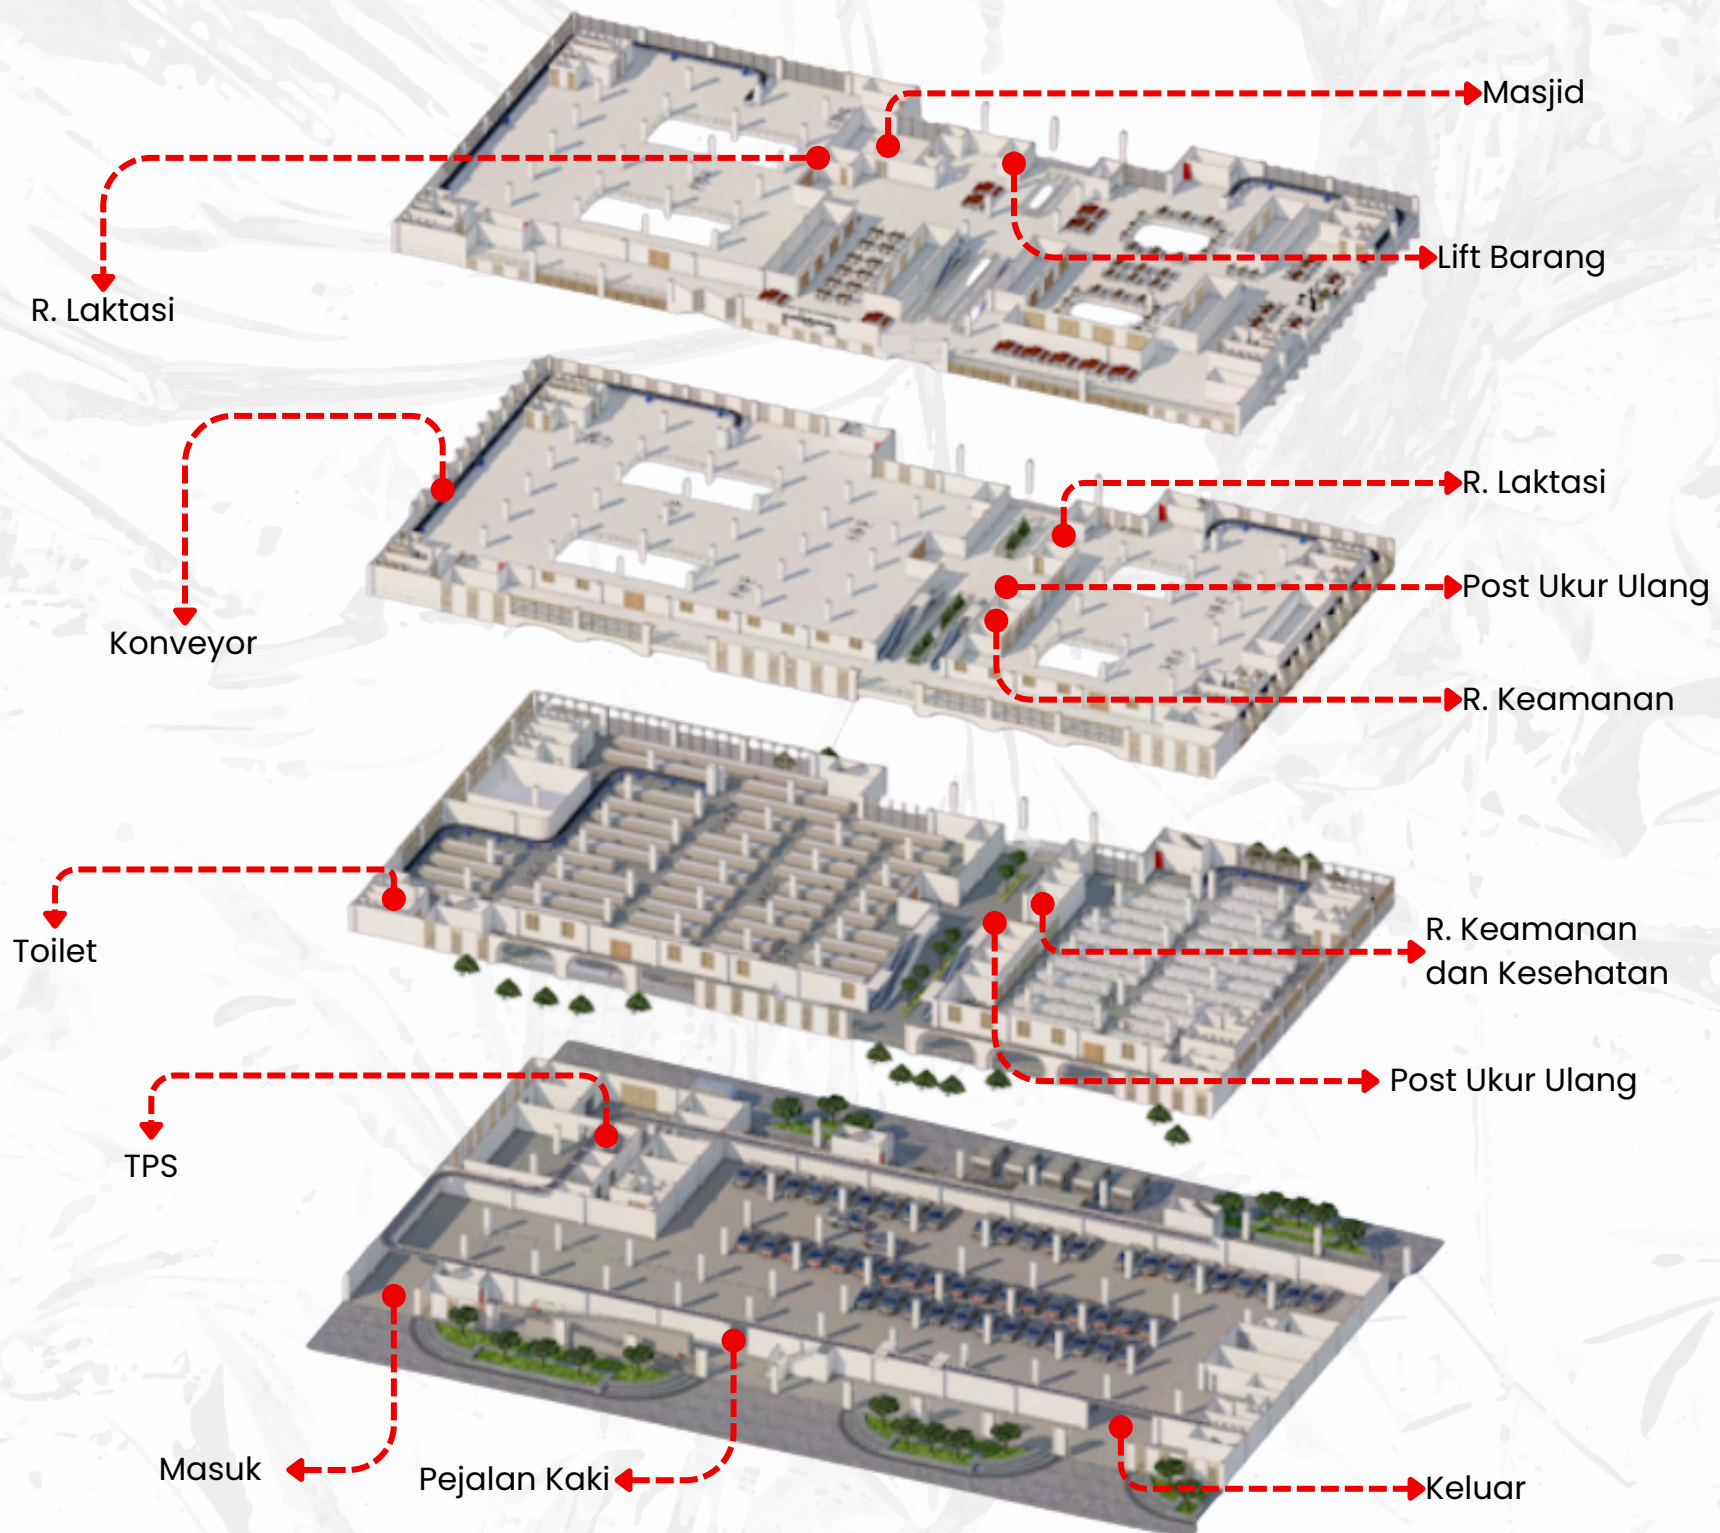 Masjid
Lift Barang
R. Laktasi
R. Laktasi
Post Ukur Ulang
Konveyor
R. Keamanan
Toilet
R. Keamanan
dan Kesehatan
Post Ukur Ulang
TPS
Masuk
Pejalan Kaki
Keluar